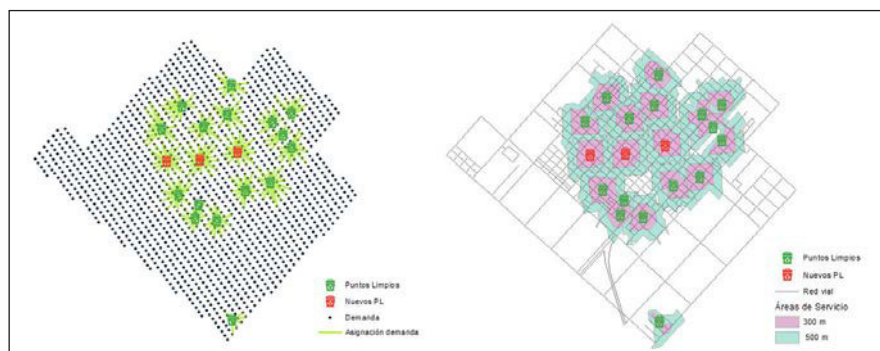 Puntos Limpios
Nuevos PL
Demanda
Asignación demanda
Puntos Limpios
Nuevos PL
Red vial
Áreas de Servicio
300 m
500 m